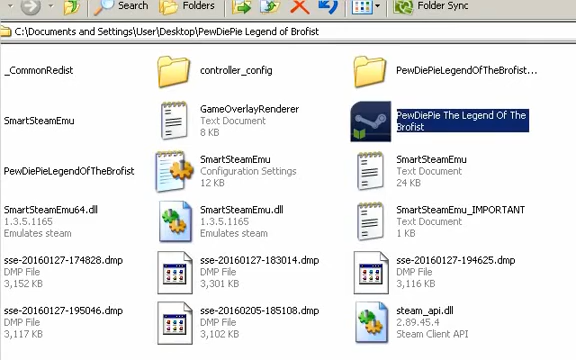 Search
Folders
Folder Sync
C:\Documents and Settings\User\Desktop\PewDiePie Legend of Brofist
_CommonRedist
controller_config
PewDiePieLegendOfTheBrofist...
SmartSteamEmu
GameOverlayRenderer
Text Document
8 KB
PewDiePie The Legend Of The
Brofist
PewDiePieLegendOfTheBrofist
SmartSteamEmu
Configuration Settings
12 KB
SmartSteamEmu
Text Document
24 KB
SmartSteamEmu64.dll
1.3.5.1165
Emulates steam
SmartSteamEmu.dll
1.3.5.1165
Emulates steam
SmartSteamEmu_IMPORTANT
Text Document
1 KB
sse-20160127-174828.dmp
DMP File
3,152 KB
sse-20160127-183014.dmp
DMP File
3,301 KB
sse-20160127-194625.dmp
DMP File
3,116 KB
sse-20160127-195046.dmp
DMP File
3,117 KB
sse-20160205-185108.dmp
DMP File
3,102 KB
steam_api.dll
2.89.45.4
Steam Client API